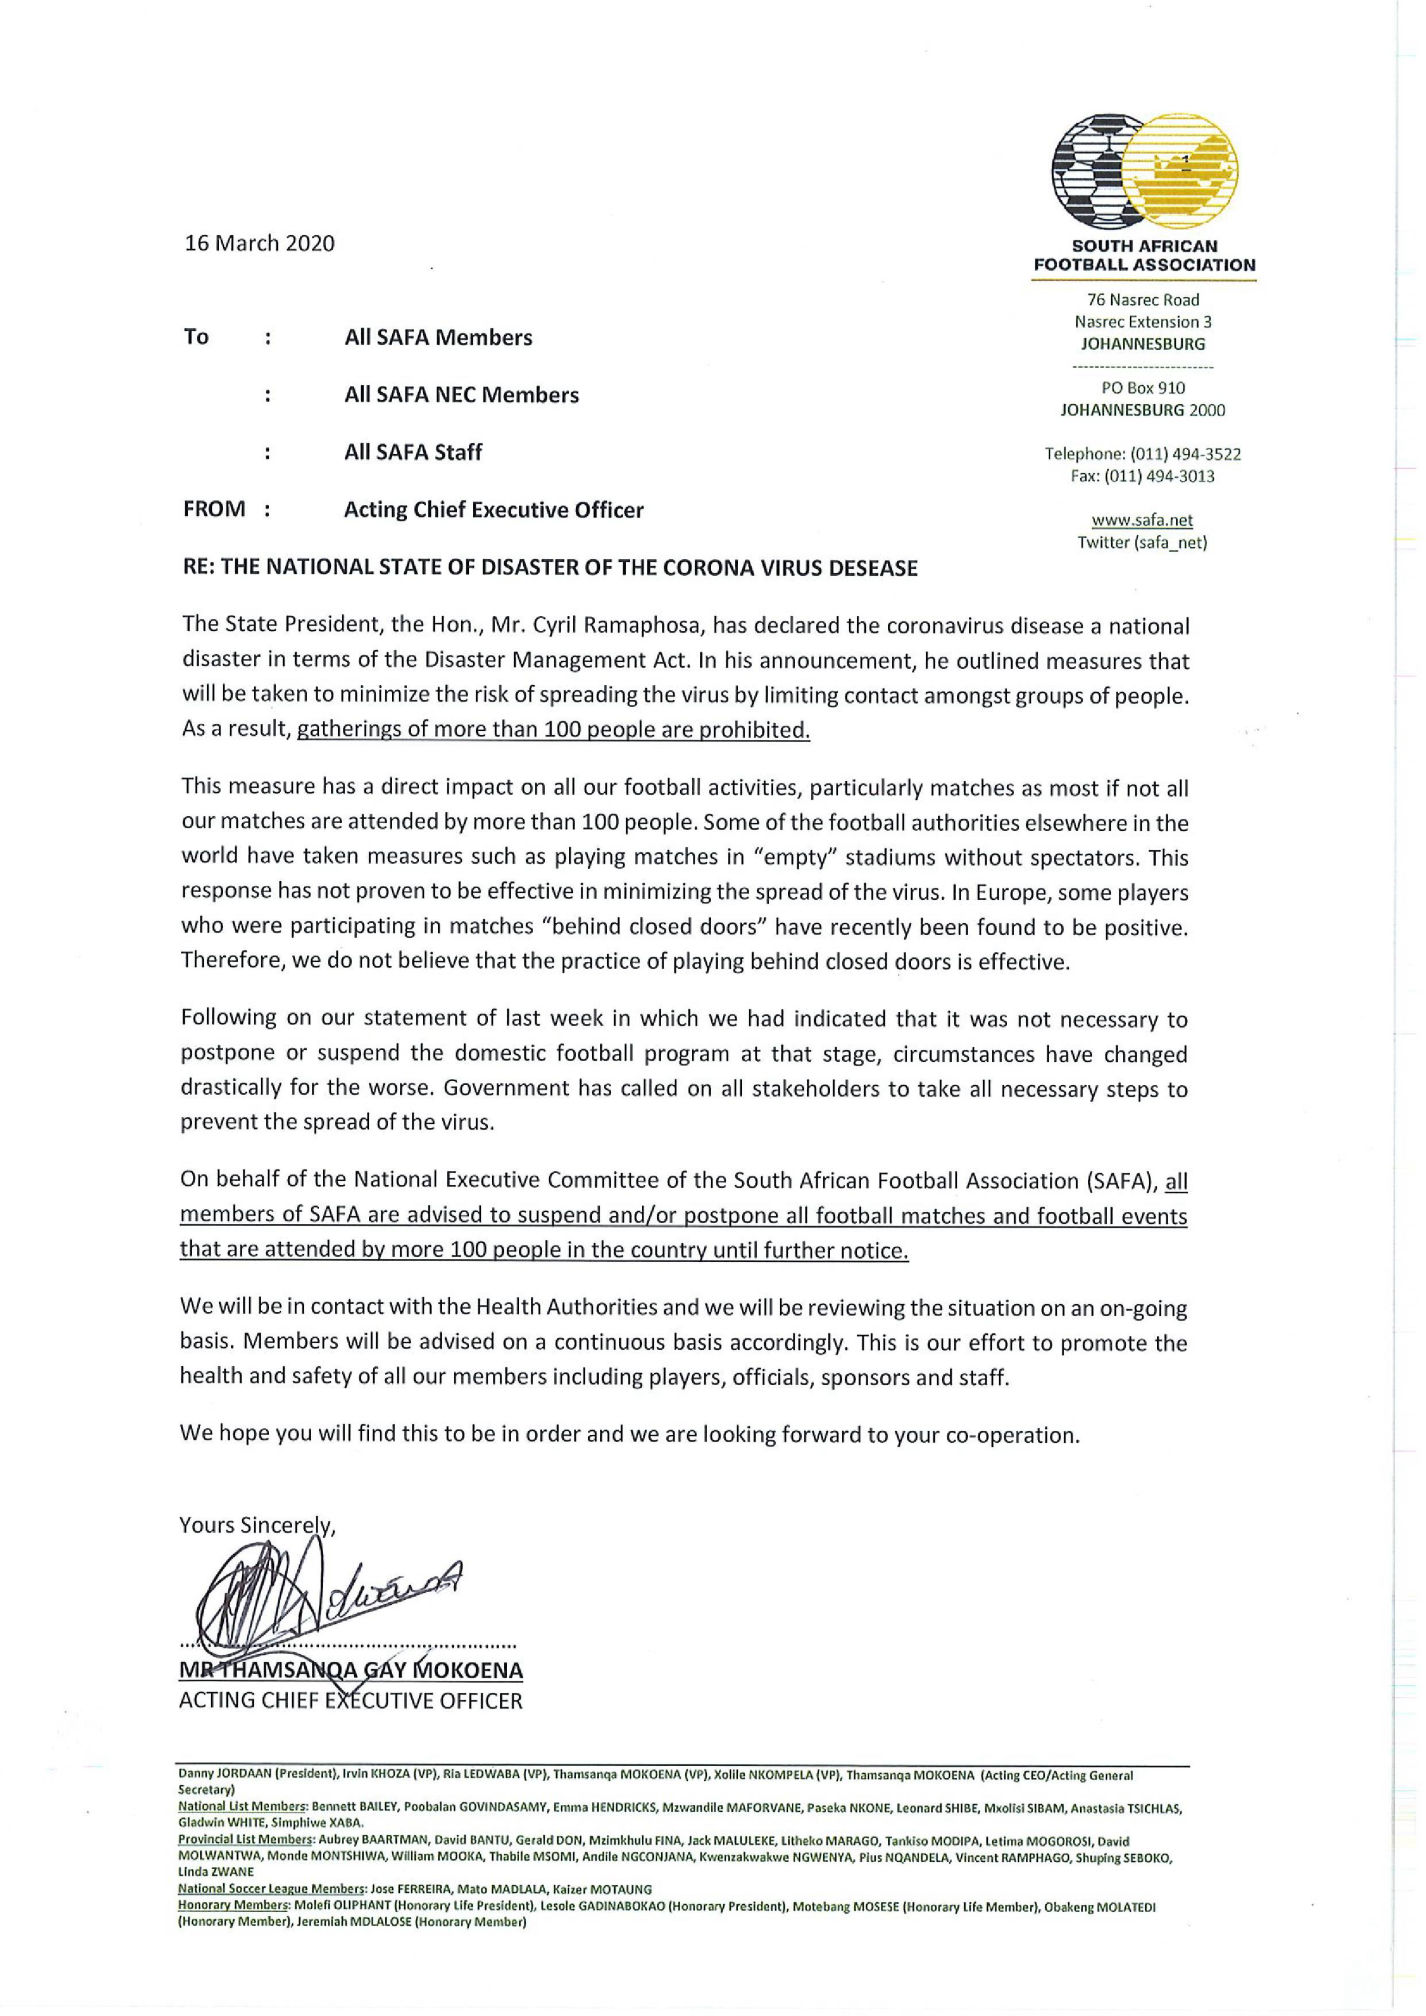 SOUTH AFRICAN
FOOTBALL ASSOCIATION
76 Nasrec Road
Nasrec Extension 3
JOHANNESBURG
--------------------------
PO Box 910
JOHANNESBURG 2000
Telephone: (011) 494-3522
Fax: (011) 494-3013
www.safa.net
Twitter (safa_net)
16 March 2020
To : All SAFA Members
: All SAFA NEC Members
: All SAFA Staff
FROM : Acting Chief Executive Officer
RE: THE NATIONAL STATE OF DISASTER OF THE CORONA VIRUS DESEASE
The State President, the Hon., Mr. Cyril Ramaphosa, has declared the coronavirus disease a national
disaster in terms of the Disaster Management Act. In his announcement, he outlined measures that
will be taken to minimize the risk of spreading the virus by limiting contact amongst groups of people.
As a result, gatherings of more than 100 people are prohibited.
This measure has a direct impact on all our football activities, particularly matches as most if not all
our matches are attended by more than 100 people. Some of the football authorities elsewhere in the
world have taken measures such as playing matches in “empty” stadiums without spectators. This
response has not proven to be effective in minimizing the spread of the virus. In Europe, some players
who were participating in matches “behind closed doors” have recently been found to be positive.
Therefore, we do not believe that the practice of playing behind closed doors is effective.
Following on our statement of last week in which we had indicated that it was not necessary to
postpone or suspend the domestic football program at that stage, circumstances have changed
drastically for the worse. Government has called on all stakeholders to take all necessary steps to
prevent the spread of the virus.
On behalf of the National Executive Committee of the South African Football Association (SAFA), all
members of SAFA are advised to suspend and/or postpone all football matches and football events
that are attended by more 100 people in the country until further notice.
We will be in contact with the Health Authorities and we will be reviewing the situation on an on-going
basis. Members will be advised on a continuous basis accordingly. This is our effort to promote the
health and safety of all our members including players, officials, sponsors and staff.
We hope you will find this to be in order and we are looking forward to your co-operation.
Yours Sincerely,
MR THAMSANQA GAY MOKOENA
ACTING CHIEF EXECUTIVE OFFICER
Danny JORDAAN (President), Irvin KHOZA (VP), Ria LEDWABA (VP), Thamsanqa MOKOENA (VP), Xolile NKOMPELA (VP), Thamsanqa MOKOENA (Acting CEO/Acting General
Secretary)
National List Members: Bennett BAILEY, Poobalan GOVINDASAMY, Emma HENDRICKS, Mzwandile MAFORVANE, Paseka NKONE, Leonard SHIBE, Mxolisi SIBAM, Anastasia TSICHLAS,
Gladwin WHITE, Simphiwe XABA.
Provincial List Members: Aubrey BAARTMAN, David BANTU, Gerald DON, Mzimkhulu FINA, Jack MALULEKE, Litheko MARAGO, Tankiso MODIPA, Letima MOGOROSI, David
MOLWANTWA, Monde MONTSHIWA, William MOOKA, Thabile MSOMI, Andile NGCONJANA, Kwenzakwakwe NGWENYA, Pius NQANDELA, Vincent RAMPHAGO, Shuping SEBOKO,
Linda ZWANE
National Soccer League Members: Jose FERREIRA, Mato MADLALA, Kaizer MOTAUNG
Honorary Members: Molefi OLIPHANT (Honorary Life President), Lesole GADINABOKAO (Honorary President), Motebang MOSESE (Honorary Life Member), Obakeng MOLATEDI
(Honorary Member), Jeremiah MDLALOSE (Honorary Member)